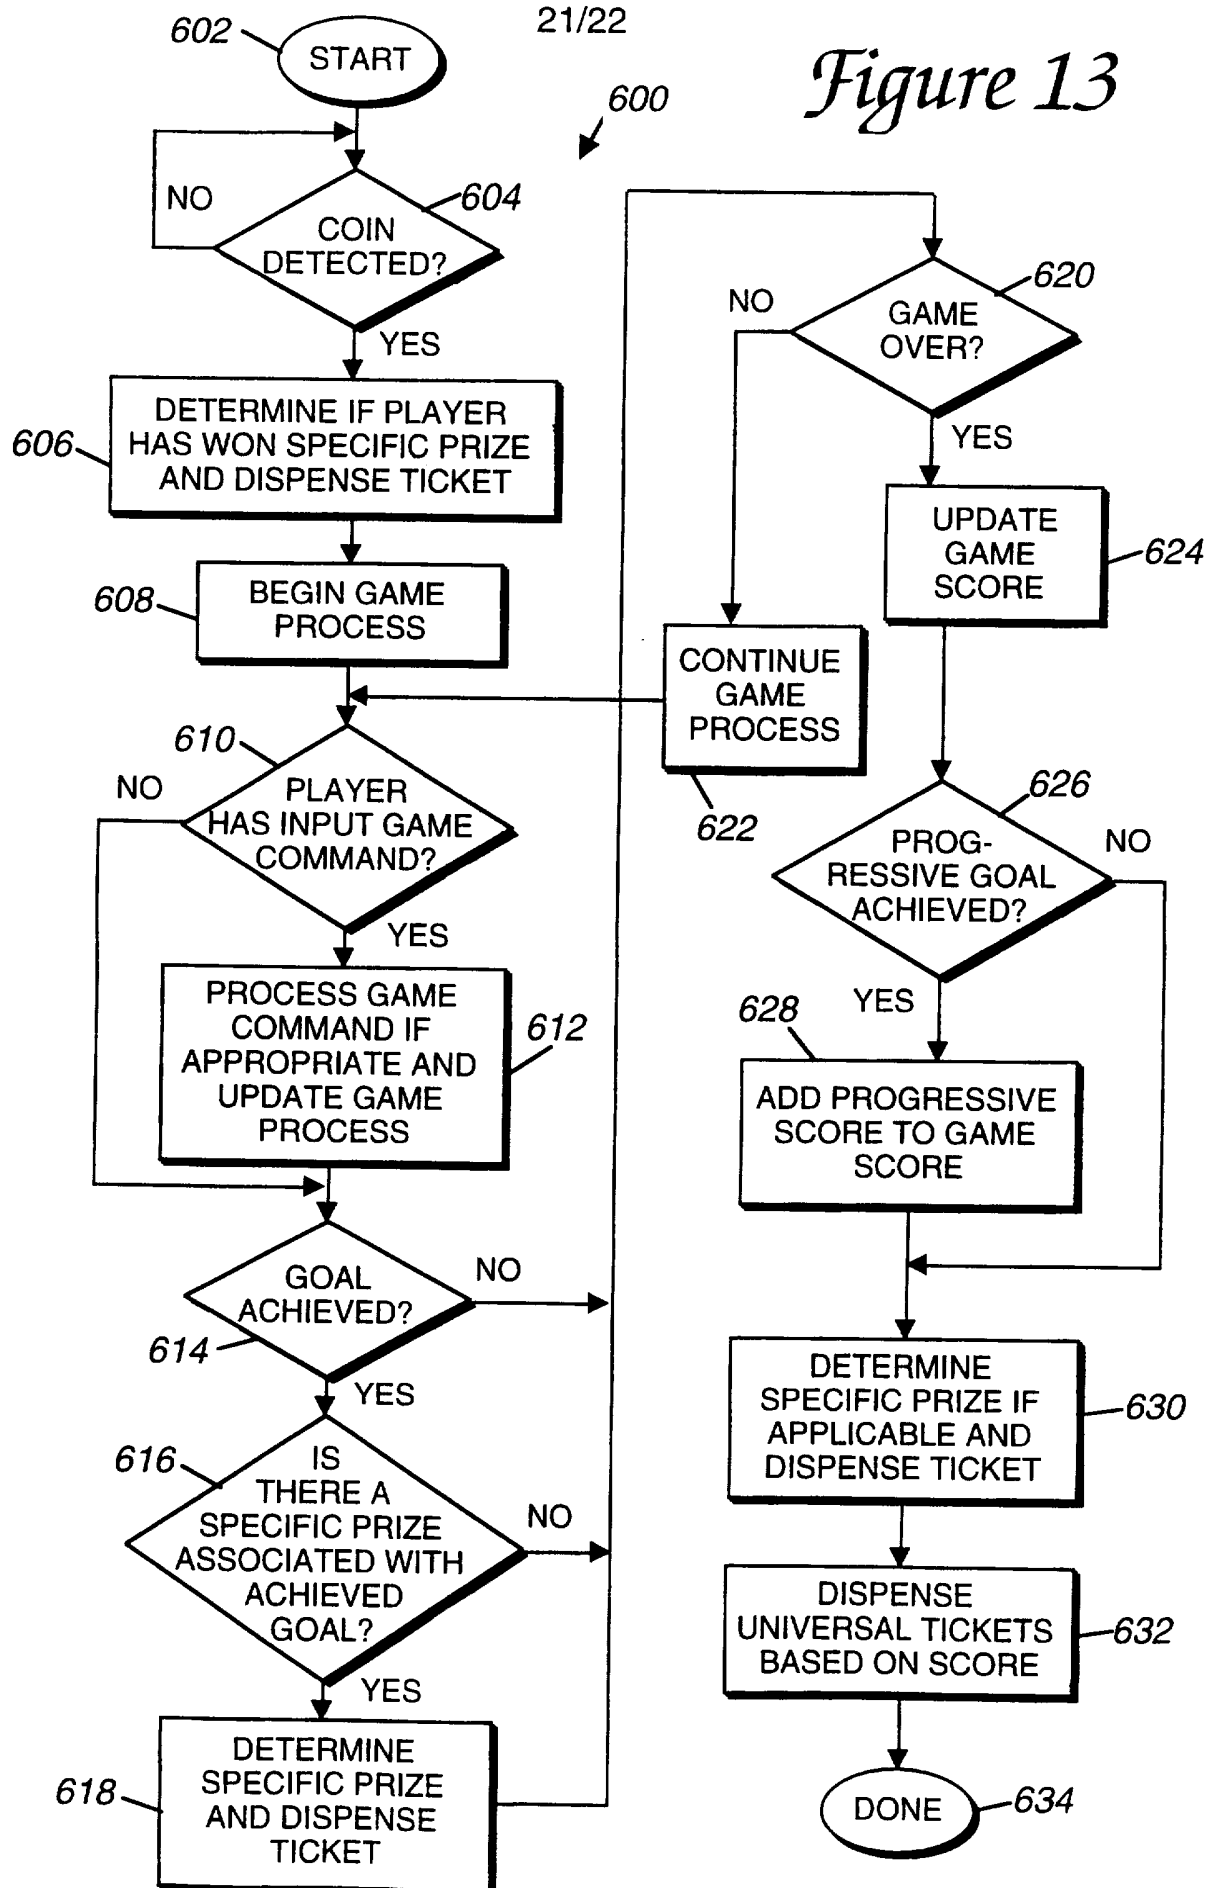 21/22
Figure 13
600
602
START
NO
604
COIN
DETECTED?
YES
606
DETERMINE IF PLAYER
HAS WON SPECIFIC PRIZE
AND DISPENSE TICKET
608
BEGIN GAME
PROCESS
610
NO
PLAYER
HAS INPUT GAME
COMMAND?
YES
PROCESS GAME
COMMAND IF
APPROPRIATE AND
UPDATE GAME
PROCESS
612
GOAL
ACHIEVED?
NO
614
YES
616
IS
THERE A
SPECIFIC PRIZE
ASSOCIATED WITH
ACHIEVED
GOAL?
NO
YES
618
DETERMINE
SPECIFIC PRIZE
AND DISPENSE
TICKET
620
NO
GAME
OVER?
YES
UPDATE
GAME
SCORE
624
CONTINUE
GAME
PROCESS
622
626
PROG-
RESSIVE GOAL
ACHIEVED?
NO
YES
628
ADD PROGRESSIVE
SCORE TO GAME
SCORE
DETERMINE
SPECIFIC PRIZE IF
APPLICABLE AND
DISPENSE TICKET
630
DISPENSE
UNIVERSAL TICKETS
BASED ON SCORE
632
DONE
634